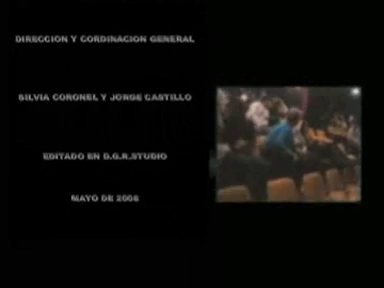 DIRECCION Y CORDINACION GENERAL
SILVIA CORONEL Y JORGE CASTILLO
EDITADO EN D.G.R.STUDIO
MAYO DE 2008